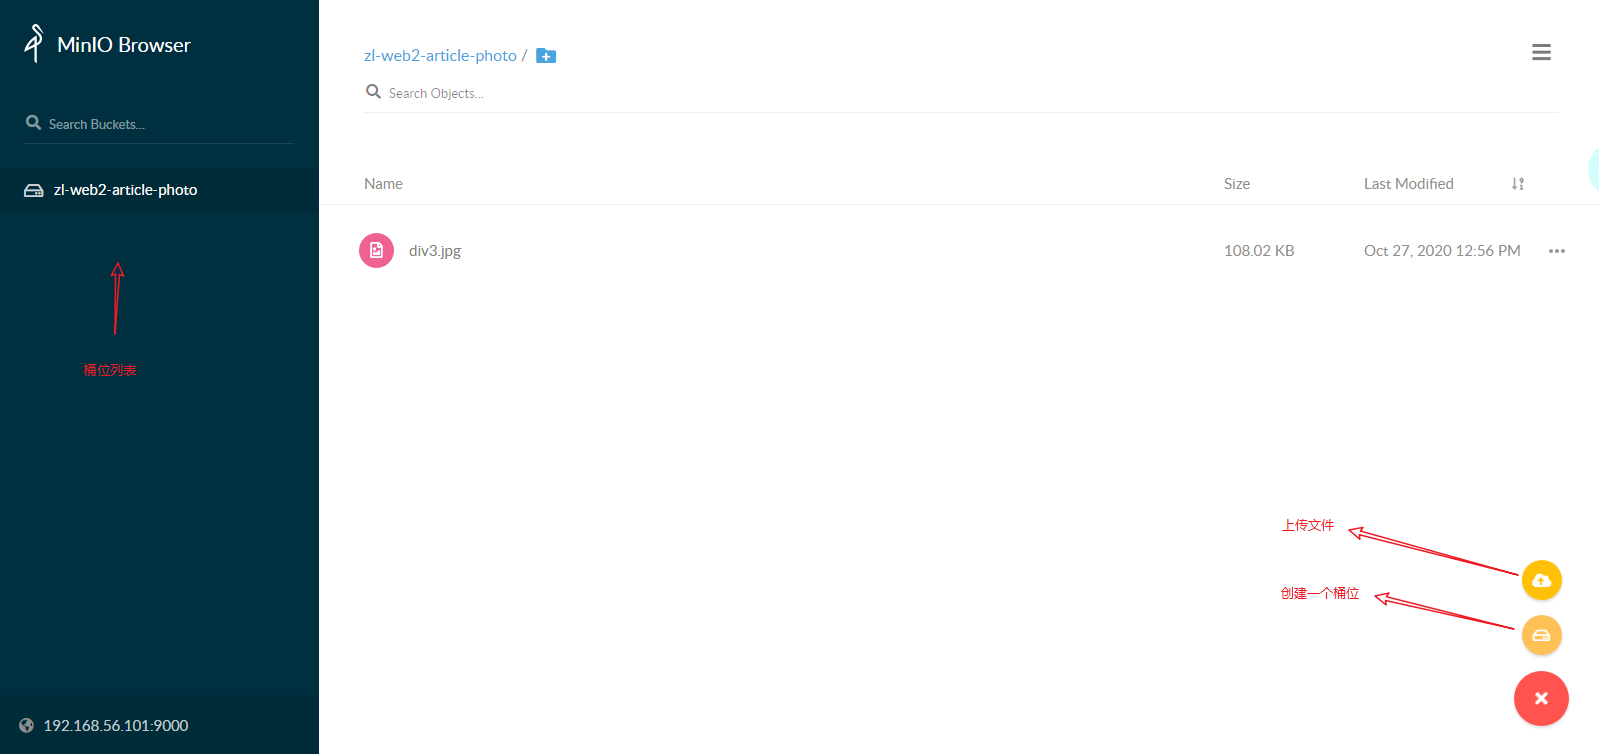 MinIO Browser
Search Buckets...
zl-web2-article-photo
桶位列表
192.168.56.101:9000
zl-web2-article-photo /
Search Objects...
Name Size Last Modified
div3.jpg 108.02 KB Oct 27, 2020 12:56 PM
上传文件
创建一个桶位